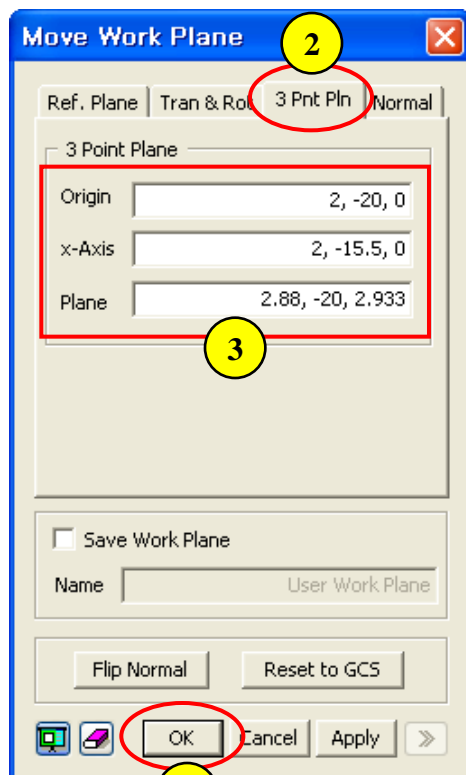 Move Work Plane
2
Ref. Plane Tran & Rot 3 Pnt Pln Normal
3 Point Plane
Origin 2, -20, 0
x-Axis 2, -15.5, 0
Plane 2.88, -20, 2.933
3
Save Work Plane
Name User Work Plane
Flip Normal Reset to GCS
OK Cancel Apply >>